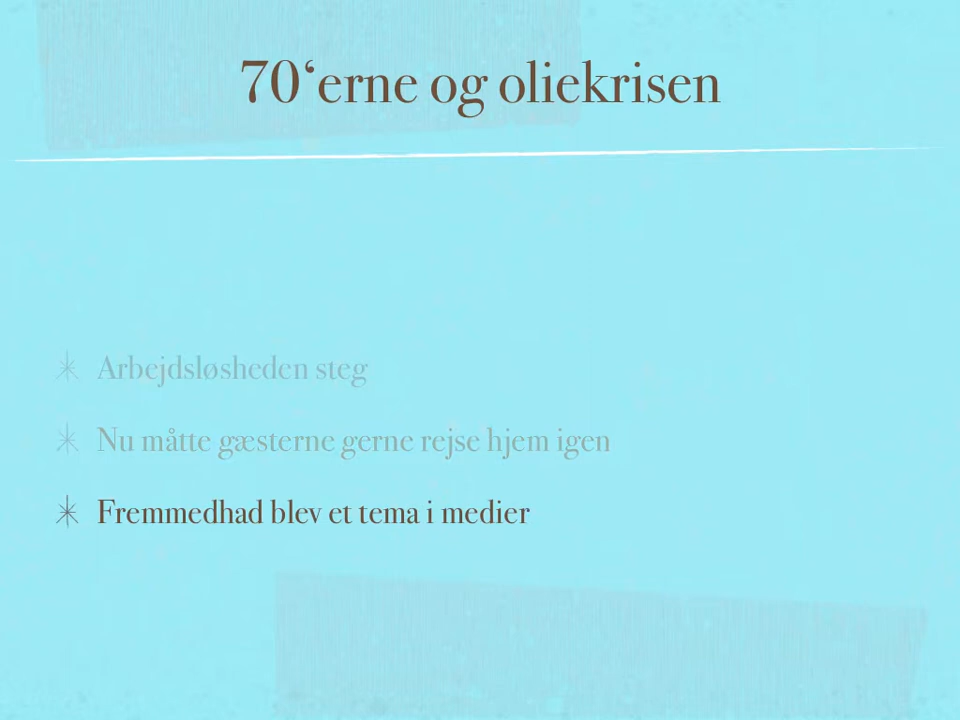 70‘erne og oliekrisen
Arbejdsløsheden steg
Nu måtte gæsterne gerne rejse hjem igen
Fremmedhad blev et tema i medier